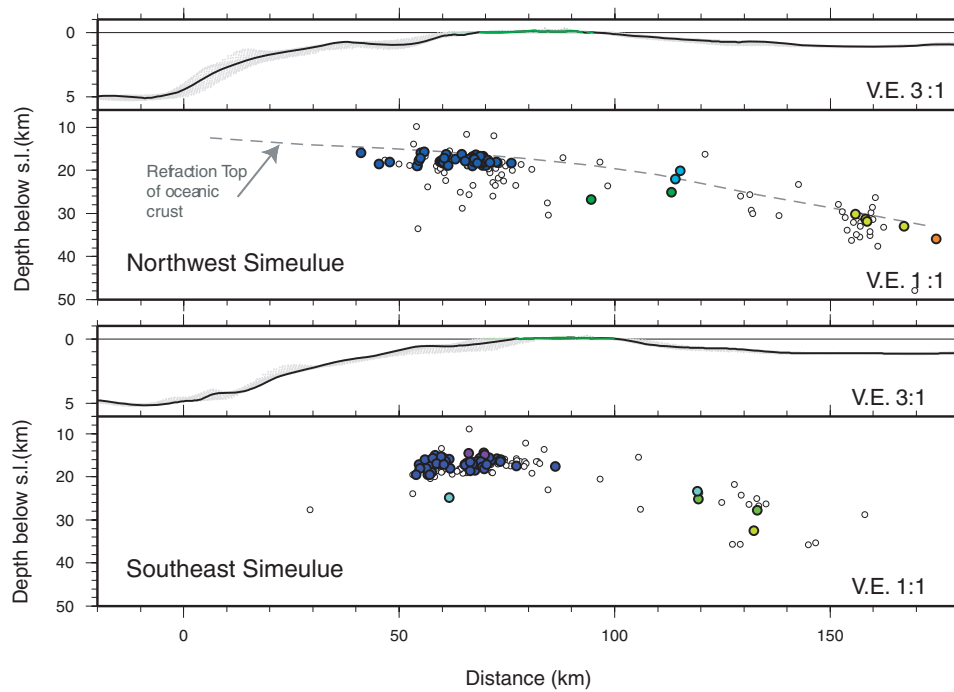 0
5
V.E. 3 :1
10
20
30
40
50
Refraction Top
of oceanic
crust
Northwest Simeulue
V.E. 1 :1
Depth below s.l.(km)
0
5
V.E. 3:1
10
20
30
40
50
Southeast Simeulue
V.E. 1:1
Depth below s.l.(km)
0
50
100
150
Distance (km)